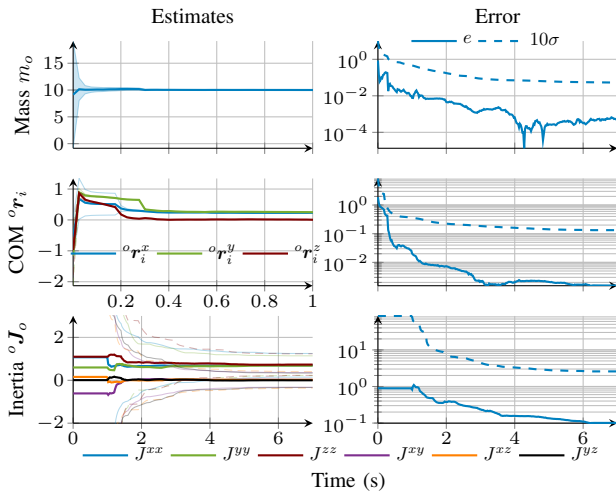 Estimates Error
Mass m_o
15
10
5
0
10^0
10^-2
10^-4
e 10σ
COM ^o r_i
1
0
−1
−2
0.2 0.4 0.6 0.8 1
^o r_i^x ^o r_i^y ^o r_i^z
10^0
10^-1
10^-2
10^-3
Inertia ^o J_o
2
0
−2
0 2 4 6
10^1
10^0
10^-1
0 2 4 6
J^xx J^yy J^zz J^xy J^xz J^yz
Time (s)